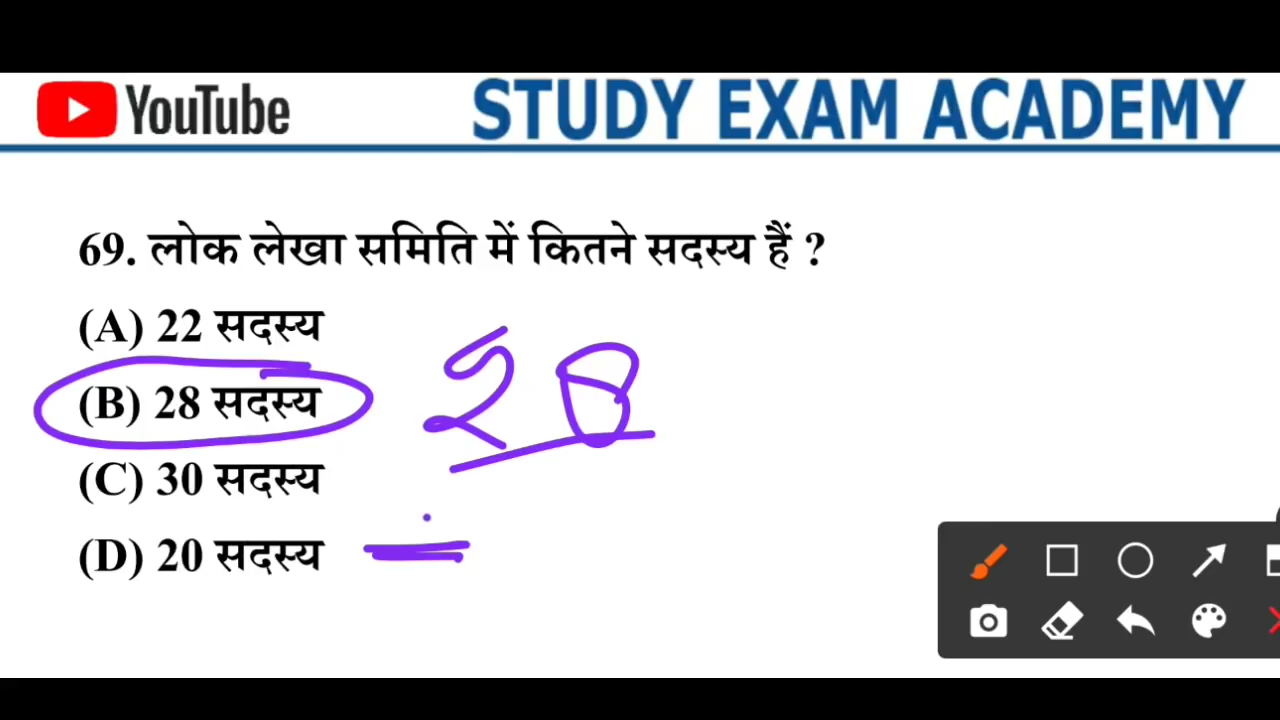 YouTube STUDY EXAM ACADEMY
69. लोक लेखा समिति में कितने सदस्य हैं ?
(A) 22 सदस्य
(B) 28 सदस्य
28
(C) 30 सदस्य
(D) 20 सदस्य